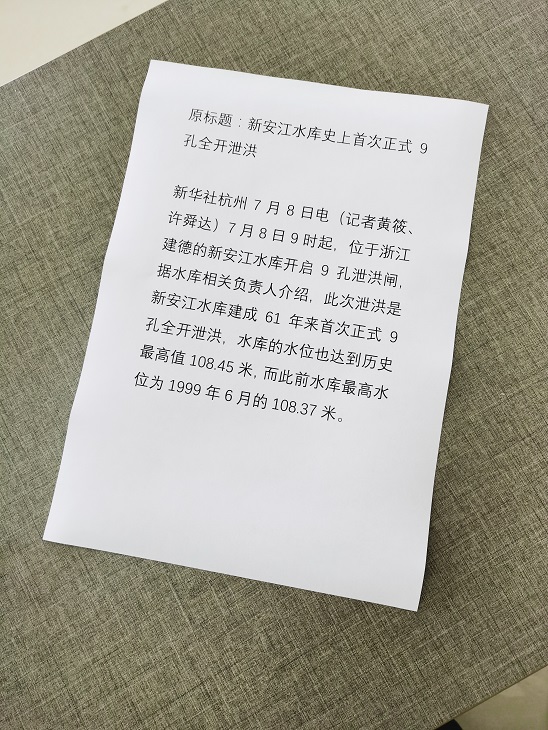 原标题：新安江水库史上首次正式 9
孔全开泄洪
新华社杭州 7 月 8 日电（记者黄筱、
许舜达）7 月 8 日 9 时起，位于浙江
建德的新安江水库开启 9 孔泄洪闸，
据水库相关负责人介绍，此次泄洪是
新安江水库建成 61 年来首次正式 9
孔全开泄洪，水库的水位也达到历史
最高值 108.45 米，而此前水库最高水
位为 1999 年 6 月的 108.37 米。